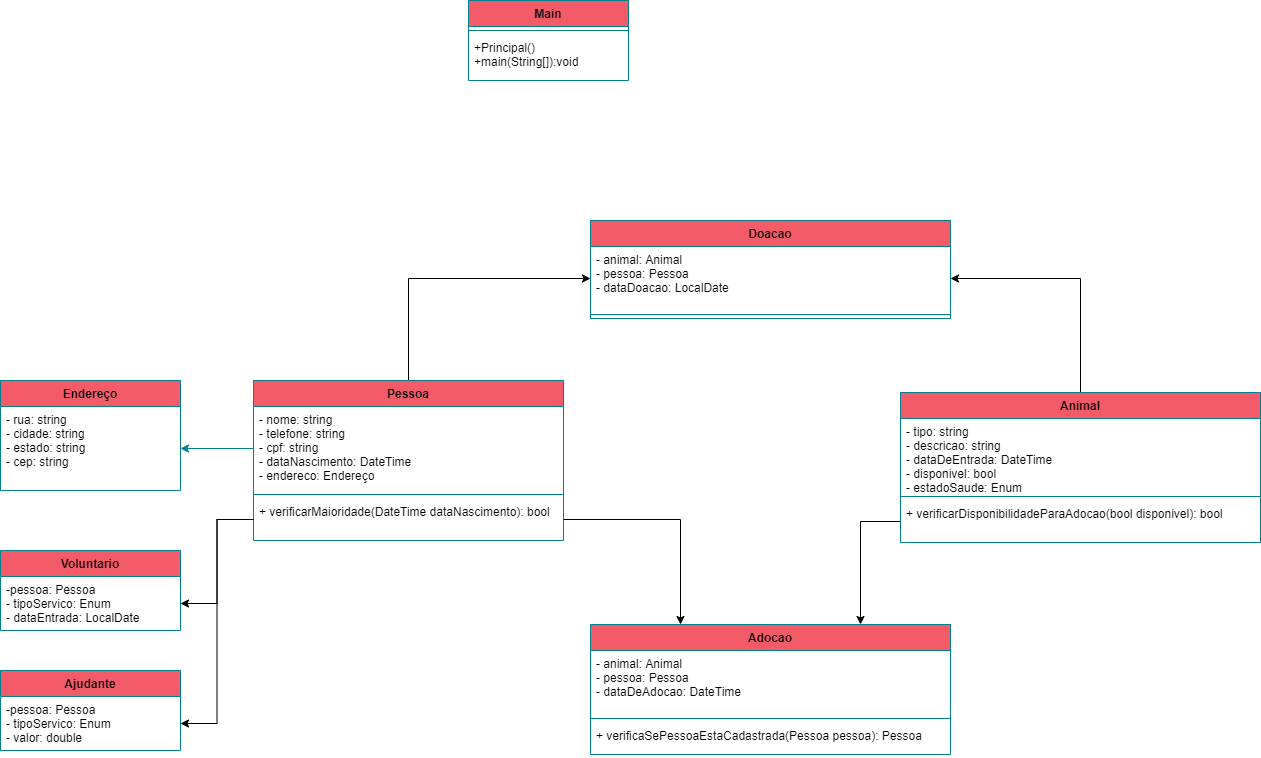 Main
+Principal()
+main(String[]):void
Doacao
- animal: Animal
- pessoa: Pessoa
- dataDoacao: LocalDate
Endereço
- rua: string
- cidade: string
- estado: string
- cep: string
Pessoa
- nome: string
- telefone: string
- cpf: string
- dataNascimento: DateTime
- endereco: Endereço
+ verificarMaioridade(DateTime dataNascimento): bool
Animal
- tipo: string
- descricao: string
- dataDeEntrada: DateTime
- disponivel: bool
- estadoSaude: Enum
+ verificarDisponibilidadeParaAdocao(bool disponivel): bool
Voluntario
-pessoa: Pessoa
- tipoServico: Enum
- dataEntrada: LocalDate
Adocao
- animal: Animal
- pessoa: Pessoa
- dataDeAdocao: DateTime
+ verificaSePessoaEstaCadastrada(Pessoa pessoa): Pessoa
Ajudante
-pessoa: Pessoa
- tipoServico: Enum
- valor: double